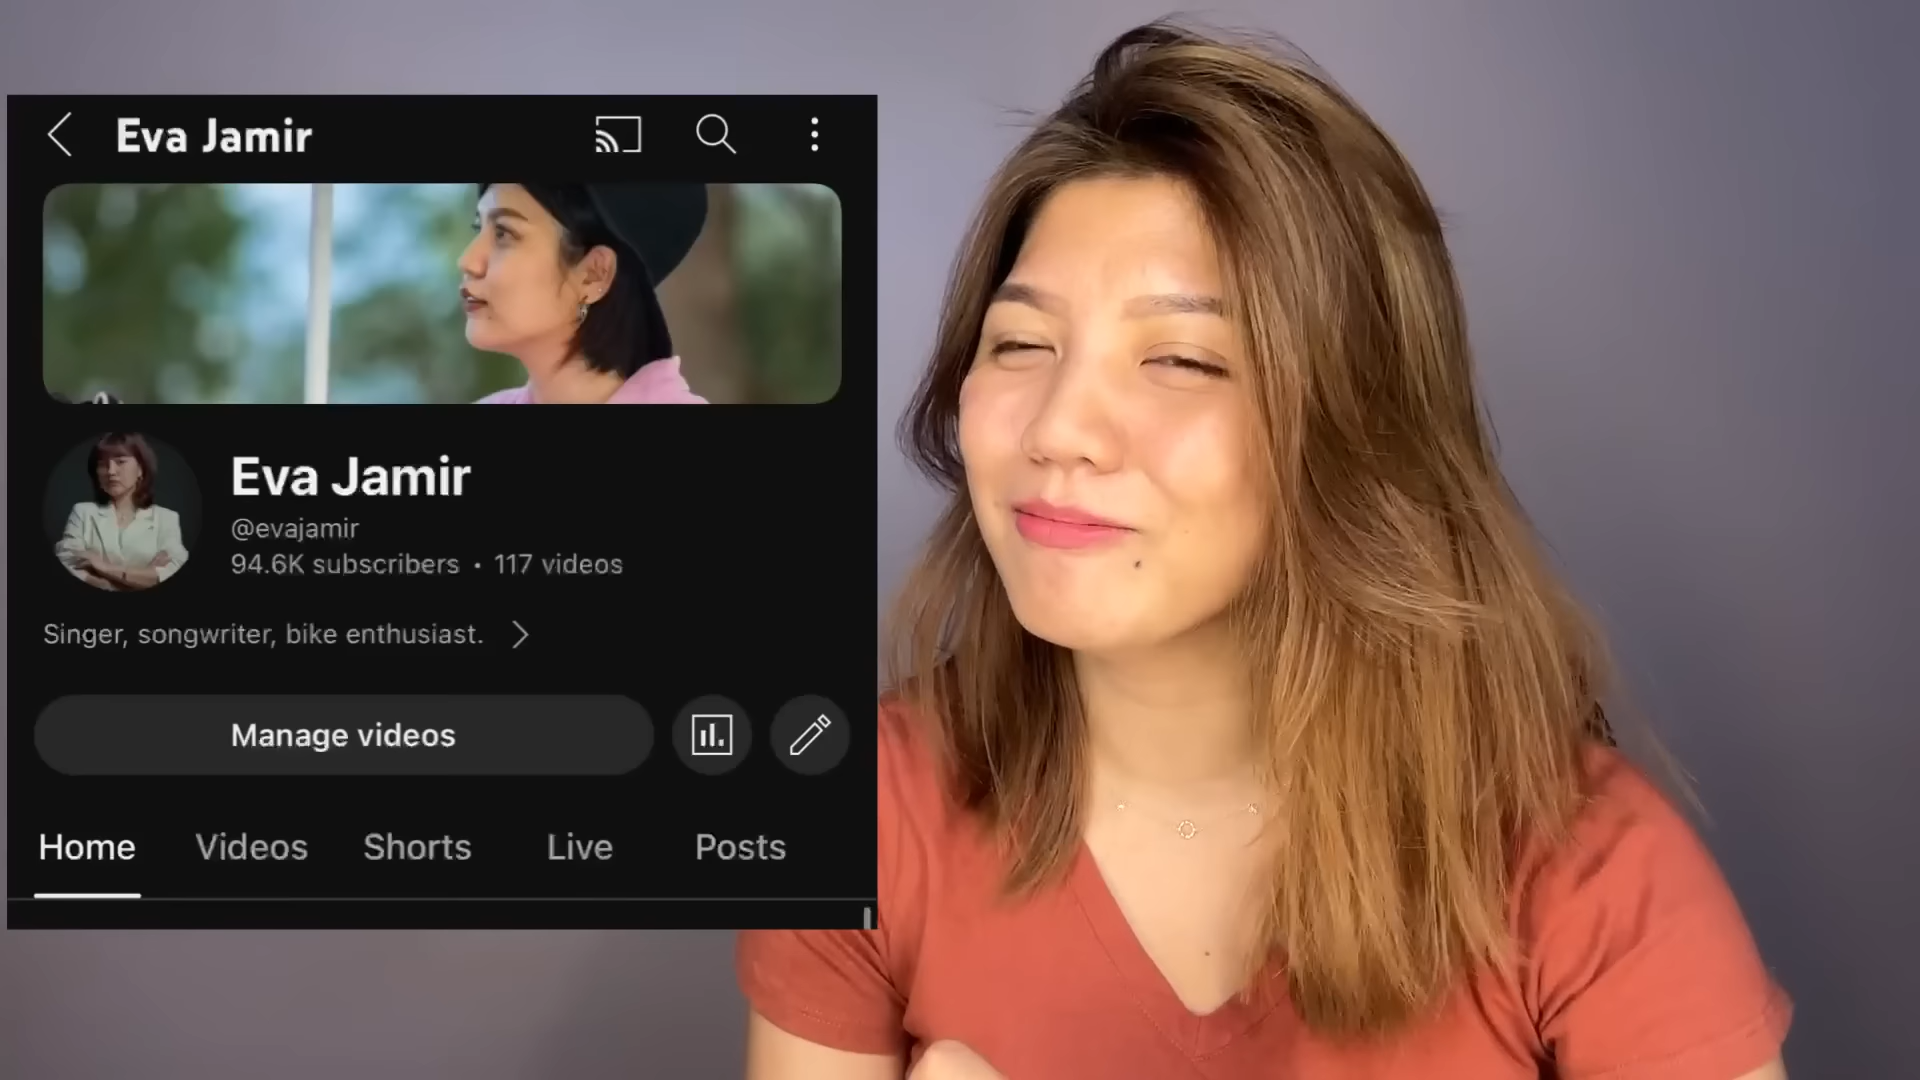 Eva Jamir
Eva Jamir
@evajamir
94.6K subscribers • 117 videos
Singer, songwriter, bike enthusiast.
Manage videos
Home Videos Shorts Live Posts